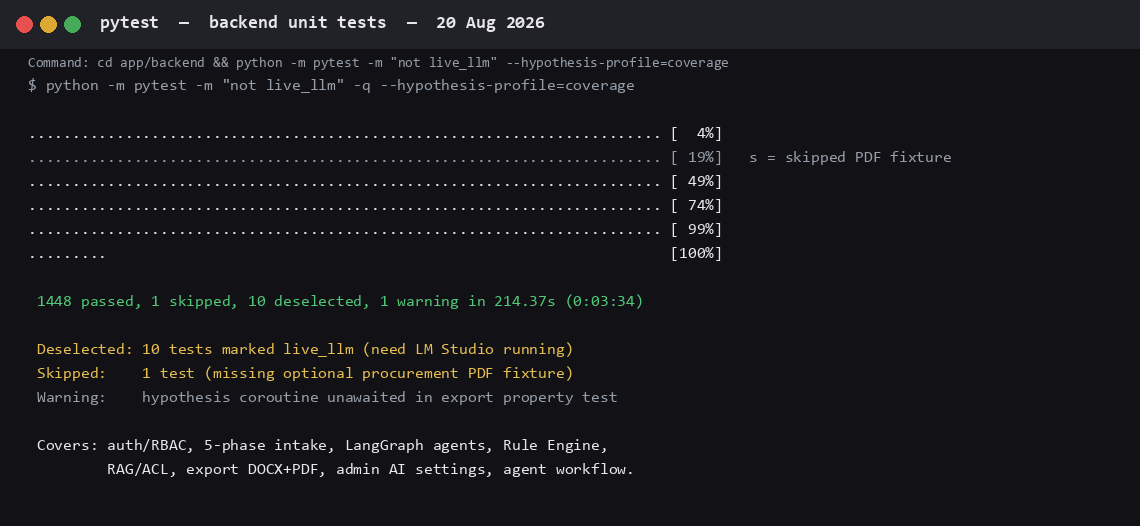 pytest — backend unit tests — 20 Aug 2026
Command: cd app/backend && python -m pytest -m "not live_llm" --hypothesis-profile=coverage
$ python -m pytest -m "not live_llm" -q --hypothesis-profile=coverage
........................................................................ [  4%]
........................................................................ [ 19%]   s = skipped PDF fixture
........................................................................ [ 49%]
........................................................................ [ 74%]
........................................................................ [ 99%]
.........                                                                [100%]
1448 passed, 1 skipped, 10 deselected, 1 warning in 214.37s (0:03:34)
Deselected: 10 tests marked live_llm (need LM Studio running)
Skipped:    1 test (missing optional procurement PDF fixture)
Warning:    hypothesis coroutine unawaited in export property test
Covers: auth/RBAC, 5-phase intake, LangGraph agents, Rule Engine,
RAG/ACL, export DOCX+PDF, admin AI settings, agent workflow.